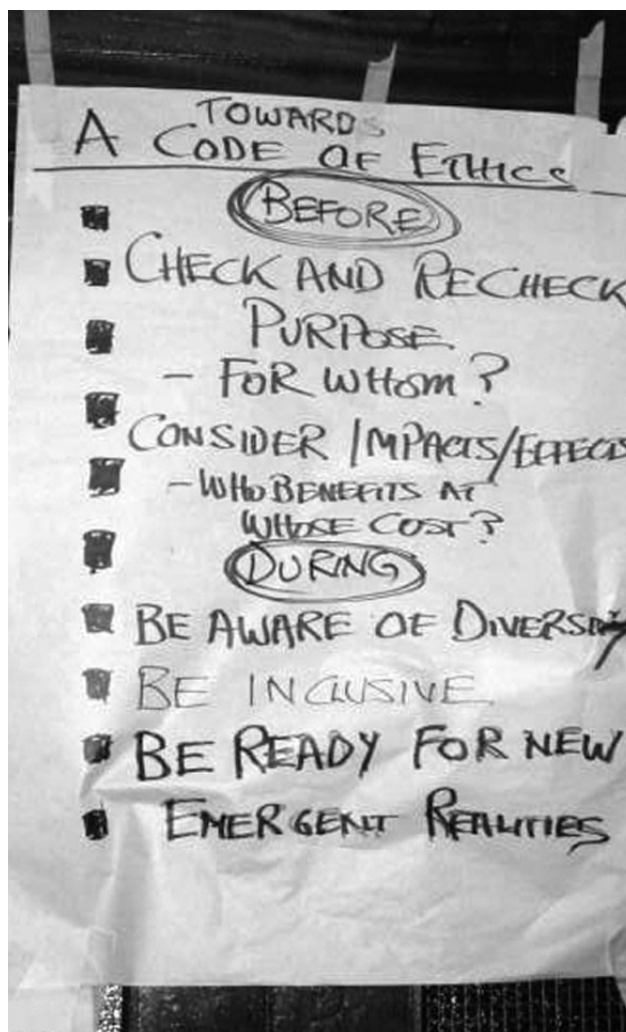 TOWARDS
A CODE OF ETHICS
BEFORE
CHECK AND RECHECK
PURPOSE
- FOR WHOM?
CONSIDER IMPACTS/EFFECTS
- WHO BENEFITS AT
WHOSE COST?
DURING
BE AWARE OF DIVERSITY
BE INCLUSIVE
BE READY FOR NEW
EMERGENT REALITIES